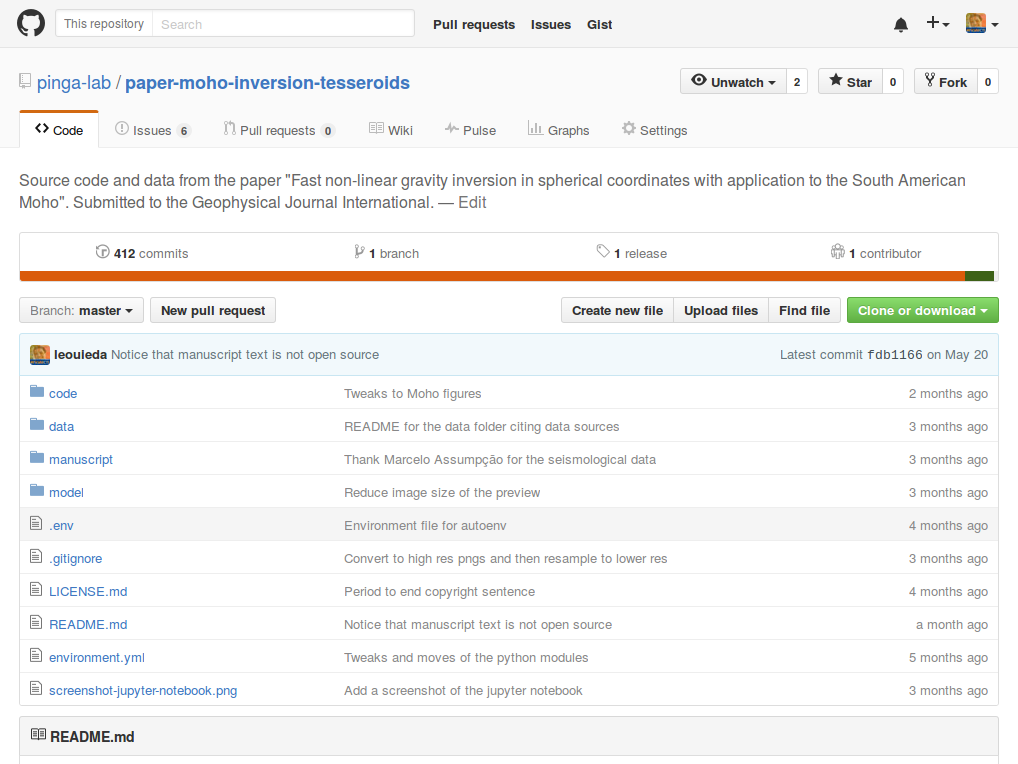 This repository Search Pull requests Issues Gist
pinga-lab / paper-moho-inversion-tesseroids Unwatch 2 Star 0 Fork 0
Code Issues 6 Pull requests 0 Wiki Pulse Graphs Settings
Source code and data from the paper "Fast non-linear gravity inversion in spherical coordinates with application to the South American
Moho". Submitted to the Geophysical Journal International. — Edit
412 commits 1 branch 1 release 1 contributor
Branch: master New pull request Create new file Upload files Find file Clone or download
leouieda Notice that manuscript text is not open source Latest commit fdb1166 on May 20
code Tweaks to Moho figures 2 months ago
data README for the data folder citing data sources 3 months ago
manuscript Thank Marcelo Assumpção for the seismological data 3 months ago
model Reduce image size of the preview 3 months ago
.env Environment file for autoenv 4 months ago
.gitignore Convert to high res pngs and then resample to lower res 3 months ago
LICENSE.md Period to end copyright sentence 4 months ago
README.md Notice that manuscript text is not open source a month ago
environment.yml Tweaks and moves of the python modules 5 months ago
screenshot-jupyter-notebook.png Add a screenshot of the jupyter notebook 3 months ago
README.md